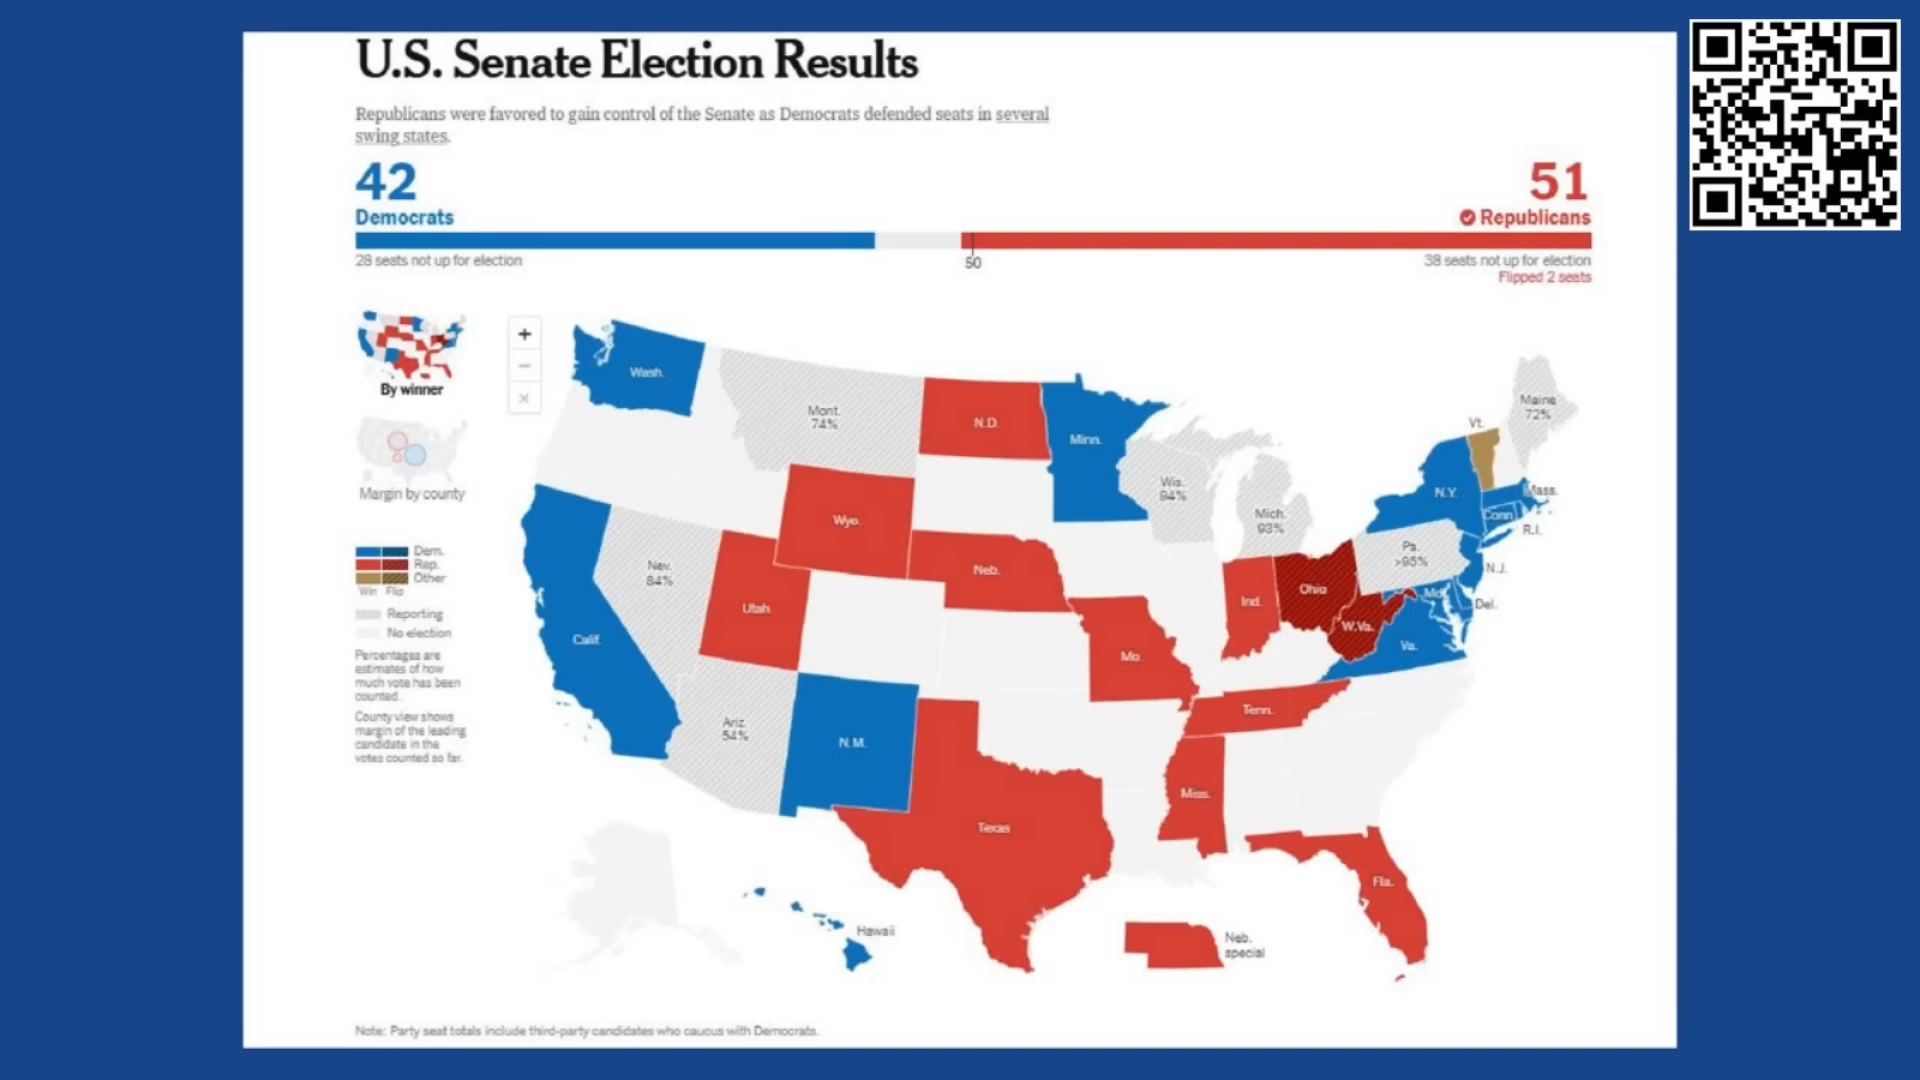 U.S. Senate Election Results
Republicans were favored to gain control of the Senate as Democrats defended seats in several
swing states.
42
51
Democrats
Republicans
28 seats not up for election
50
38 seats not up for election
Flipped 2 seats
By winner
Margin by county
+
−
×
Dem.
Rep.
Other
Win Flip
Reporting
No election
Percentages are
estimates of how
much vote has been
counted.
County view shows
margin of the leading
candidate in the
votes counted so far.
Wash.
Mont.
74%
N.D.
Minn.
Wis.
94%
Mich.
93%
Maine
72%
Vt.
N.Y.
Mass.
Conn
R.I.
Pa.
>95%
N.J.
Md.
Del.
Wyo.
Neb.
Nev.
84%
Utah
Ind.
Ohio
W.Va.
Va.
Calif.
Mo.
Tenn.
Ariz.
54%
N.M.
Miss.
Texas
Fla.
Hawaii
Neb.
special
Note: Party seat totals include third-party candidates who caucus with Democrats.